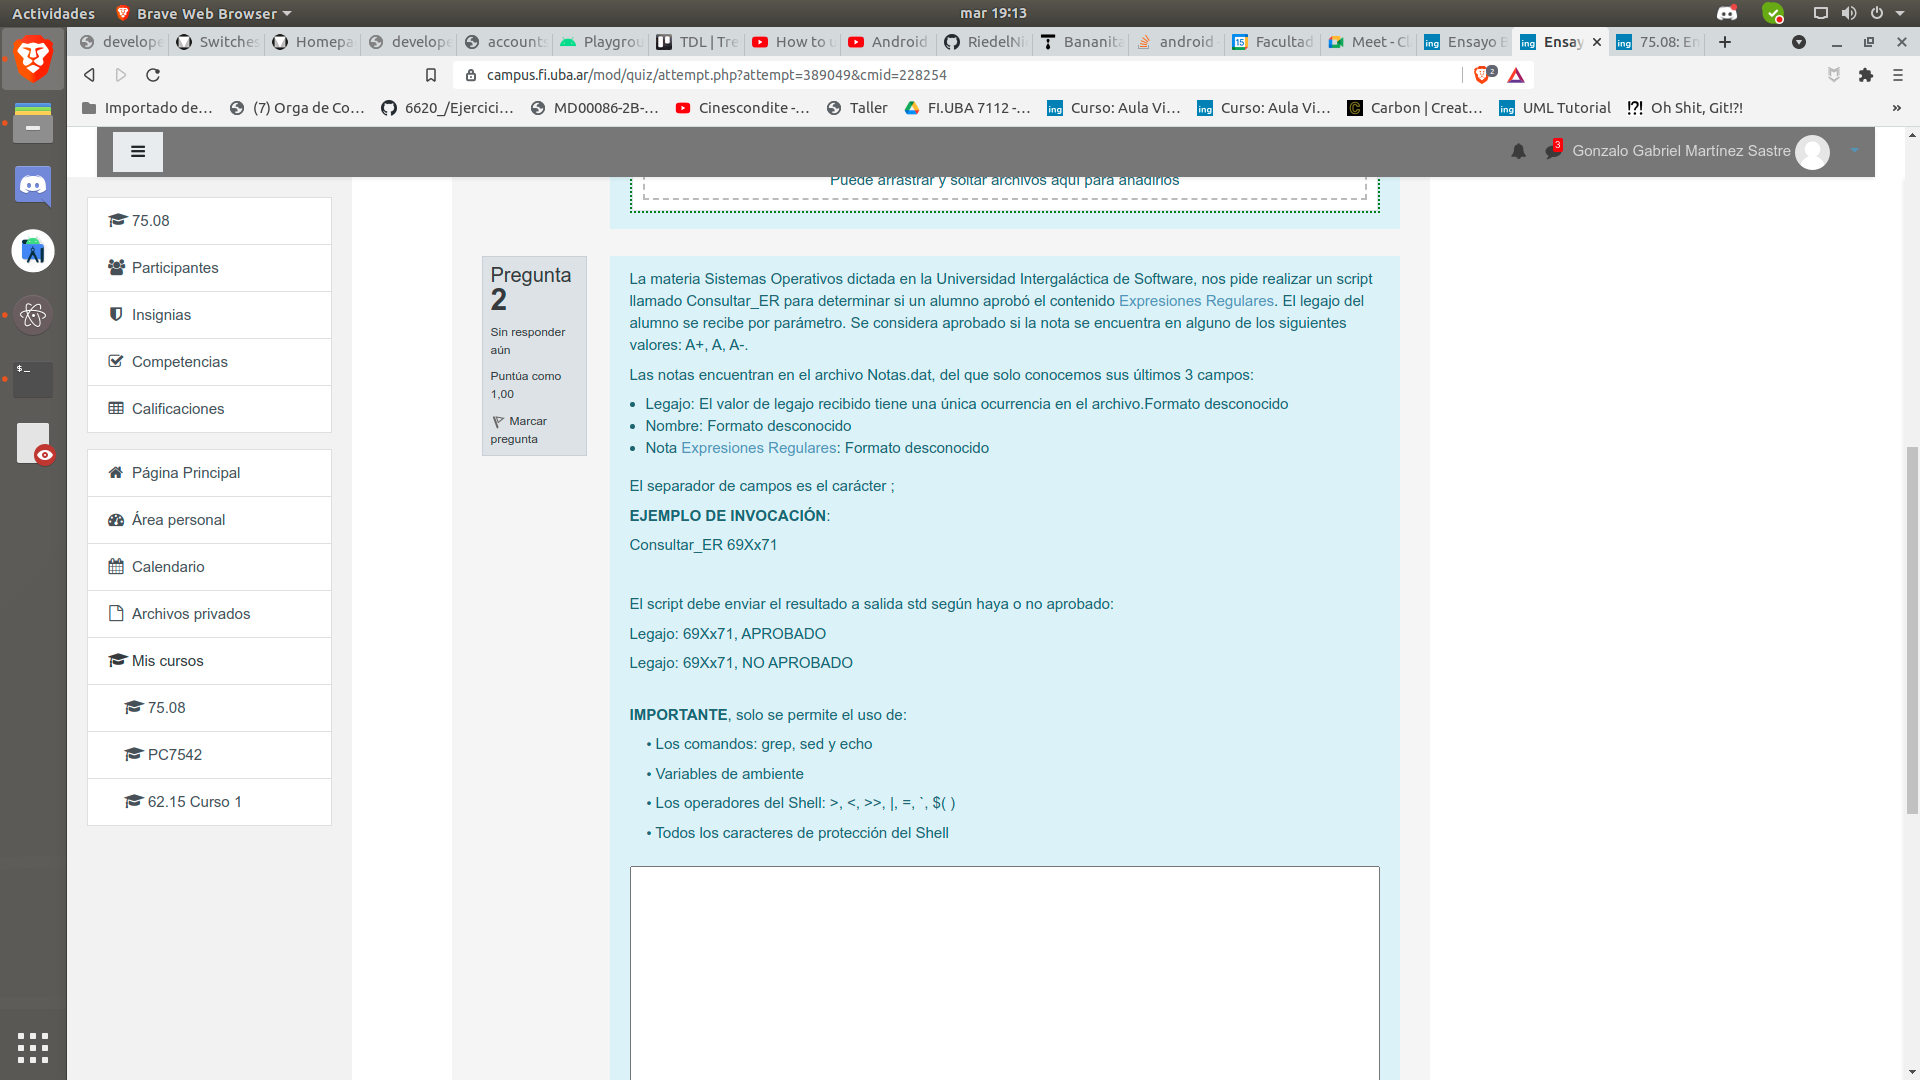 Actividades
Brave Web Browser
mar 19:13
develope
Switches
Homepa
develope
accounts
Playgrou
TDL | Tre
How to u
Android
RiedelNi
Bananita
android
Facultad
Meet - Cl
Ensayo B
Ensay
75.08: En
campus.fi.uba.ar/mod/quiz/attempt.php?attempt=389049&cmid=228254
2
Importado de...
(7) Orga de Co...
6620_/Ejercici...
MD00086-2B-...
Cinescondite -...
Taller
FI.UBA 7112 -...
Curso: Aula Vi...
Curso: Aula Vi...
Carbon | Creat...
UML Tutorial
Oh Shit, Git!?!
»
3
Gonzalo Gabriel Martínez Sastre
75.08
Participantes
Insignias
Competencias
Calificaciones
Página Principal
Área personal
Calendario
Archivos privados
Mis cursos
75.08
PC7542
62.15 Curso 1
Puede arrastrar y soltar archivos aquí para añadirlos
Pregunta
2
Sin responder
aún
Puntúa como
1,00
Marcar
pregunta
La materia Sistemas Operativos dictada en la Universidad Intergaláctica de Software, nos pide realizar un script
llamado Consultar_ER para determinar si un alumno aprobó el contenido Expresiones Regulares. El legajo del
alumno se recibe por parámetro. Se considera aprobado si la nota se encuentra en alguno de los siguientes
valores: A+, A, A-.
Las notas encuentran en el archivo Notas.dat, del que solo conocemos sus últimos 3 campos:
• Legajo: El valor de legajo recibido tiene una única ocurrencia en el archivo.Formato desconocido
• Nombre: Formato desconocido
• Nota Expresiones Regulares: Formato desconocido
El separador de campos es el carácter ;
EJEMPLO DE INVOCACIÓN:
Consultar_ER 69Xx71
El script debe enviar el resultado a salida std según haya o no aprobado:
Legajo: 69Xx71, APROBADO
Legajo: 69Xx71, NO APROBADO
IMPORTANTE, solo se permite el uso de:
• Los comandos: grep, sed y echo
• Variables de ambiente
• Los operadores del Shell: >, <, >>, |, =, `, $( )
• Todos los caracteres de protección del Shell